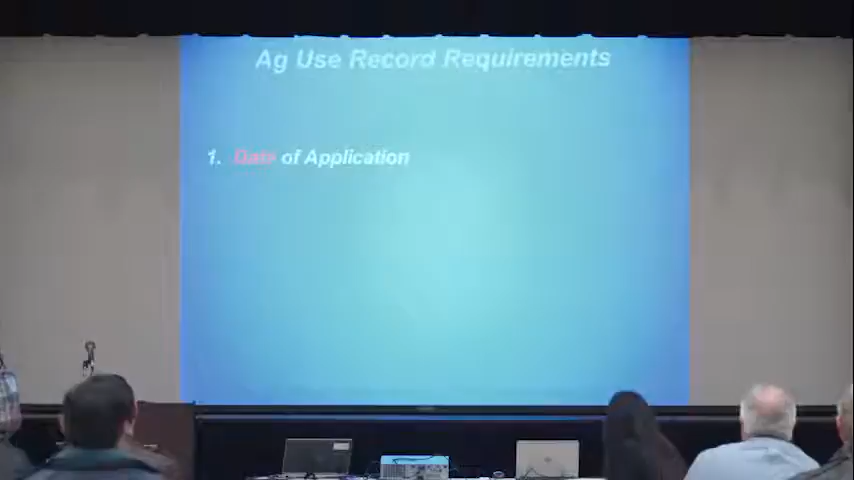 Ag Use Record Requirements
1. Date of Application